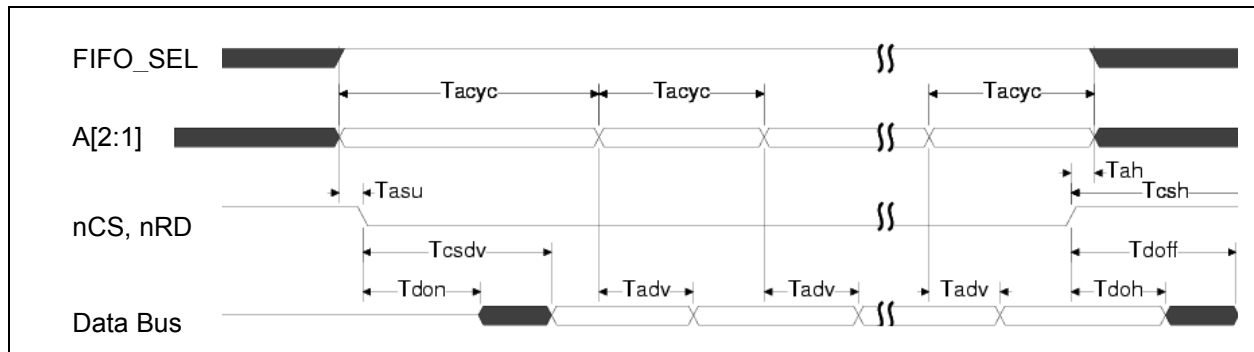 FIFO_SEL
Tacyc Tacyc Tacyc
A[2:1]
Tasu Tah
Tcsh
nCS, nRD
Tcsdv Tdoff
Tdon Tadv Tadv Tadv Tdoh
Data Bus